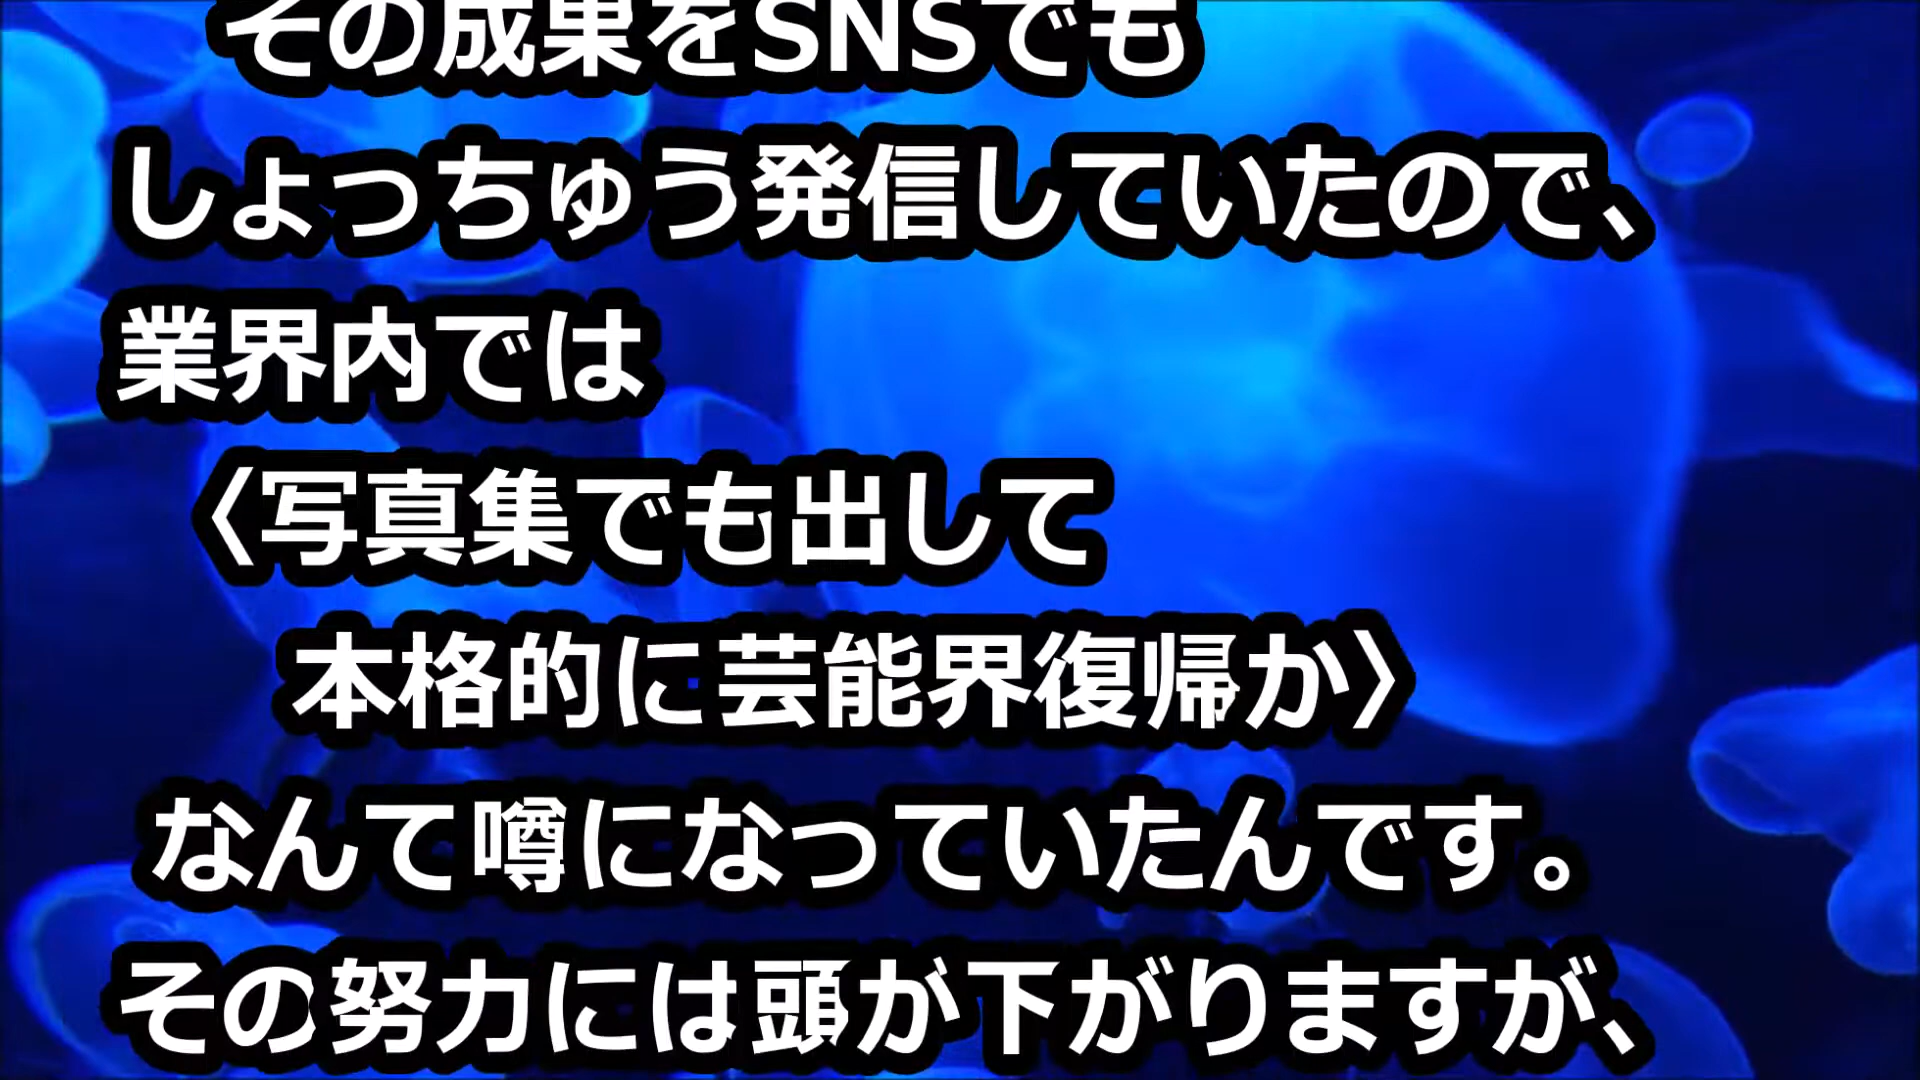 その成果をSNSでも
しょっちゅう発信していたので、
業界内では
〈写真集でも出して
本格的に芸能界復帰か〉
なんて噂になっていたんです。
その努力には頭が下がりますが、